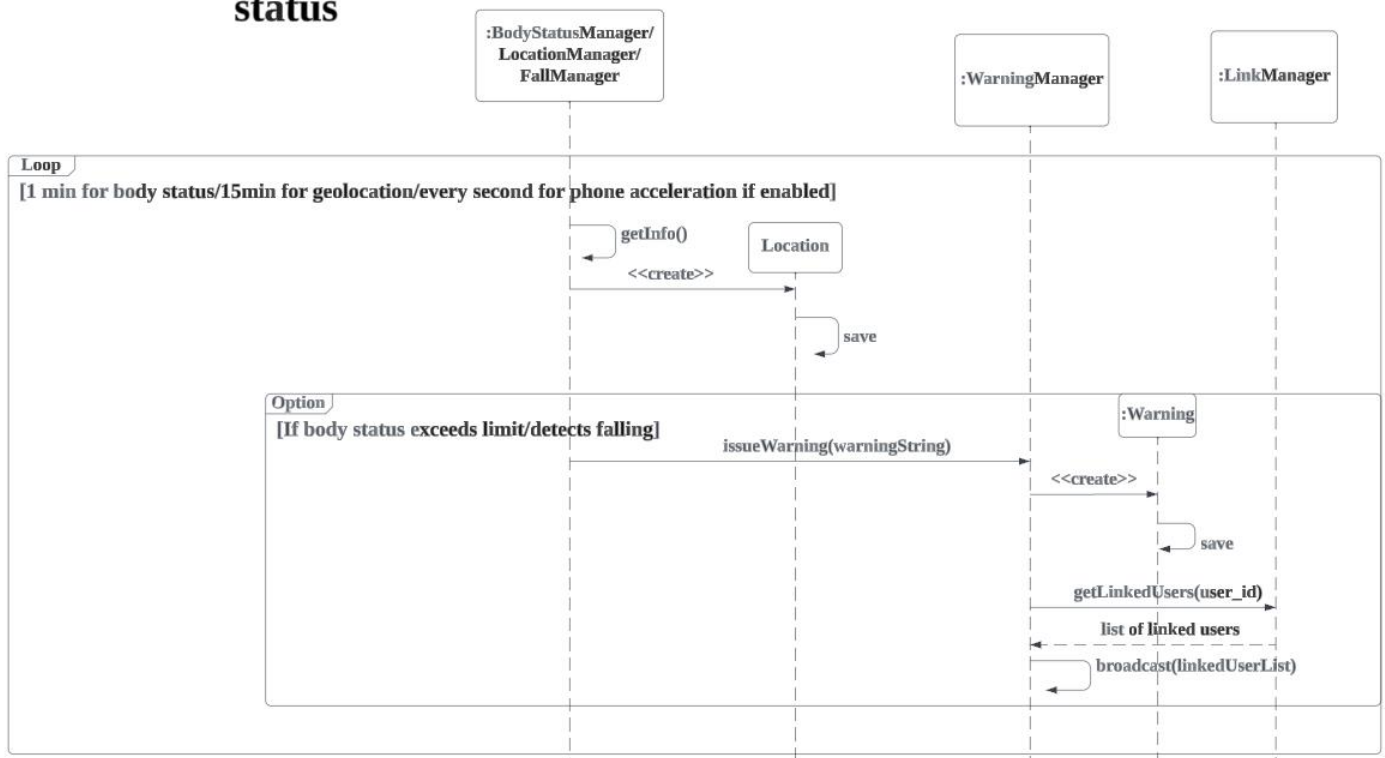 status
:BodyStatusManager/
LocationManager/
FallManager
:WarningManager
:LinkManager
Loop
[1 min for body status/15min for geolocation/every second for phone acceleration if enabled]
getInfo()
Location
<<create>>
save
Option
:Warning
[If body status exceeds limit/detects falling]
issueWarning(warningString)
<<create>>
save
getLinkedUsers(user_id)
list of linked users
broadcast(linkedUserList)